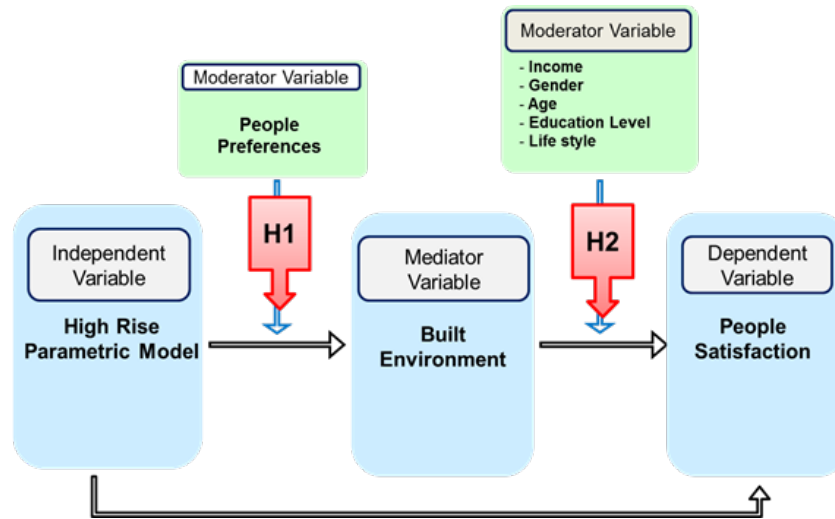 Moderator Variable
People
Preferences
Moderator Variable
- Income
- Gender
- Age
- Education Level
- Life style
H1
H2
Independent
Variable
High Rise
Parametric Model
Mediator
Variable
Built
Environment
Dependent
Variable
People
Satisfaction